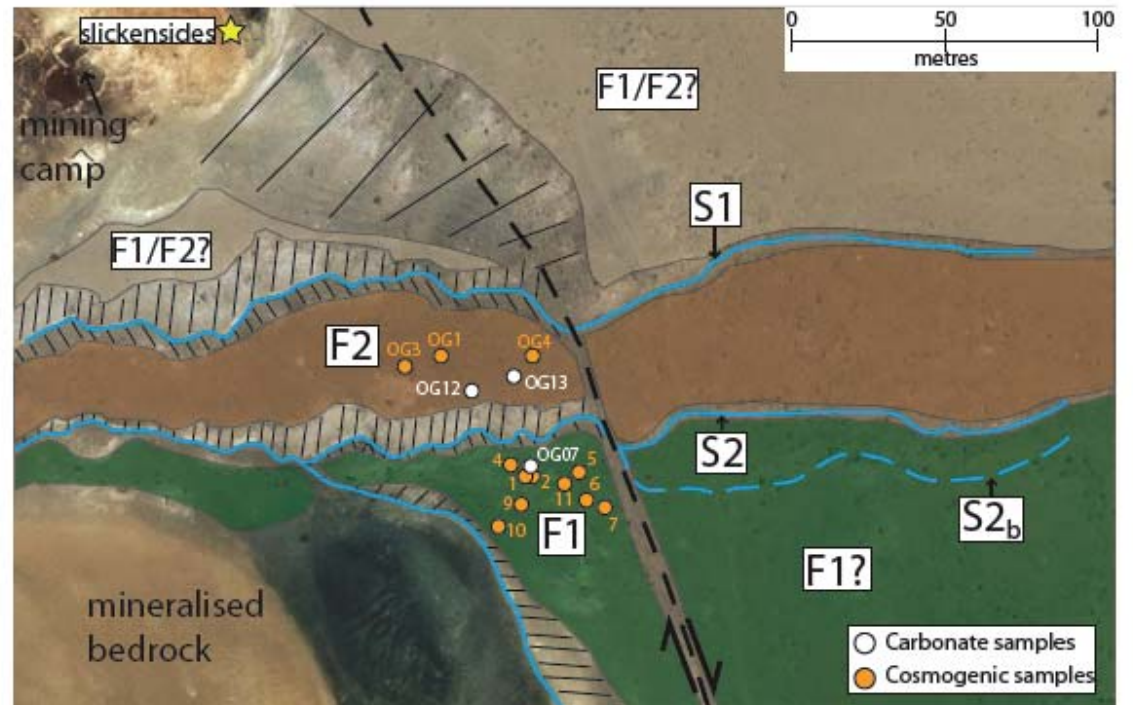 slickensides
mining
camp
0 50 100
metres
F1/F2?
F1/F2?
S1
F2
OG3
OG1
OG4
OG12
OG13
S2
OG07
4
5
1
2
6
9
11
7
10
F1
S2b
F1?
mineralised
bedrock
Carbonate samples
Cosmogenic samples